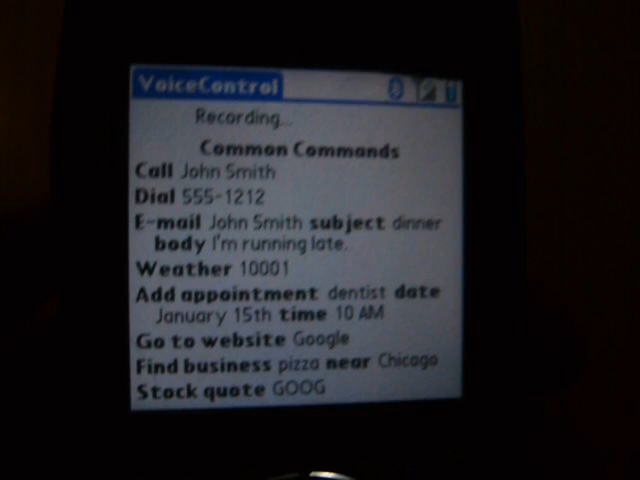 VoiceControl
Recording...
Common Commands
Call John Smith
Dial 555-1212
E-mail John Smith subject dinner
body I'm running late.
Weather 10001
Add appointment dentist date
January 15th time 10 AM
Go to website Google
Find business pizza near Chicago
Stock quote GOOG